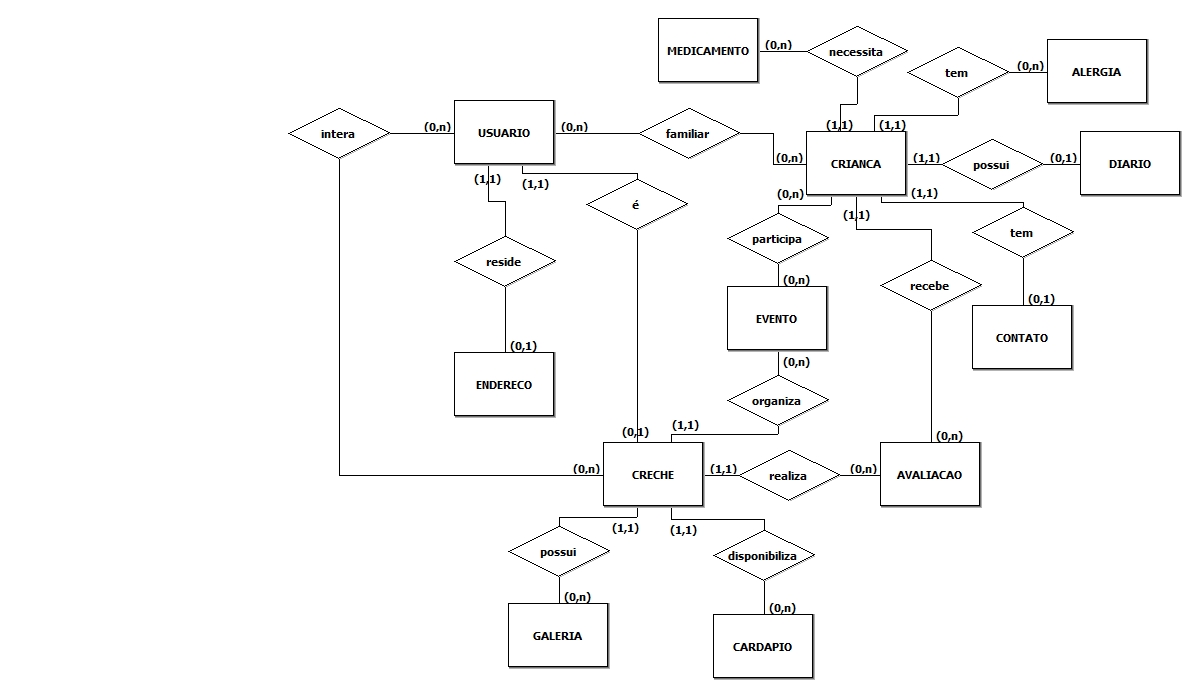 MEDICAMENTO
(0,n)
necessita
(1,1)
tem
(0,n)
ALERGIA
(1,1)
intera
(0,n)
USUARIO
(0,n)
familiar
(0,n)
CRIANCA
(1,1)
possui
(0,1)
DIARIO
(1,1)
(1,1)
(0,n)
(1,1)
(1,1)
é
participa
tem
reside
(0,n)
recebe
(0,1)
EVENTO
CONTATO
(0,1)
(0,n)
ENDERECO
organiza
(0,1)
(1,1)
(0,n)
(0,n)
CRECHE
(1,1)
realiza
(0,n)
AVALIACAO
(1,1)
(1,1)
possui
disponibiliza
(0,n)
(0,n)
GALERIA
CARDAPIO